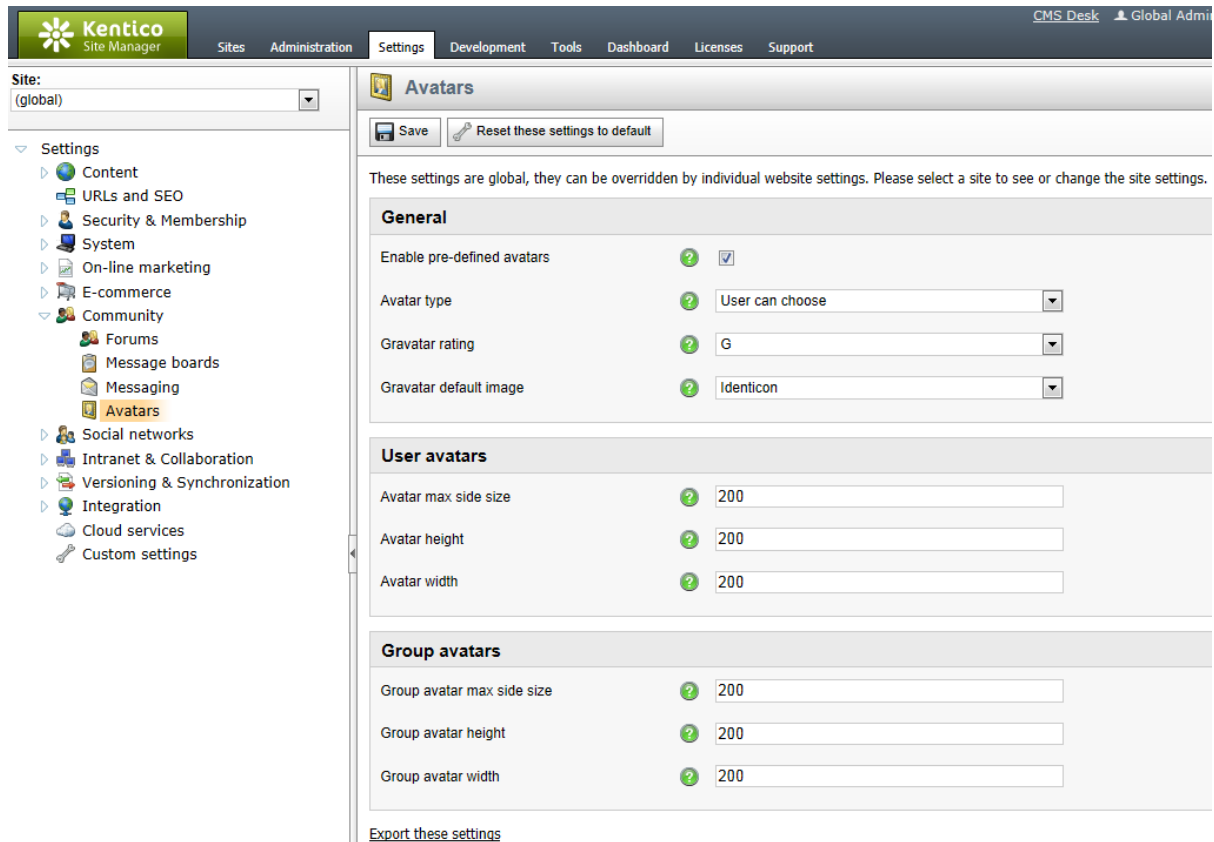 CMS Desk Global Admi
Kentico
Site Manager
Sites Administration Settings Development Tools Dashboard Licenses Support
Site:
(global)
Settings
Content
URLs and SEO
Security & Membership
System
On-line marketing
E-commerce
Community
Forums
Message boards
Messaging
Avatars
Social networks
Intranet & Collaboration
Versioning & Synchronization
Integration
Cloud services
Custom settings
Avatars
Save Reset these settings to default
These settings are global, they can be overridden by individual website settings. Please select a site to see or change the site settings.
General
Enable pre-defined avatars ?
Avatar type ? User can choose
Gravatar rating ? G
Gravatar default image ? Identicon
User avatars
Avatar max side size ? 200
Avatar height ? 200
Avatar width ? 200
Group avatars
Group avatar max side size ? 200
Group avatar height ? 200
Group avatar width ? 200
Export these settings